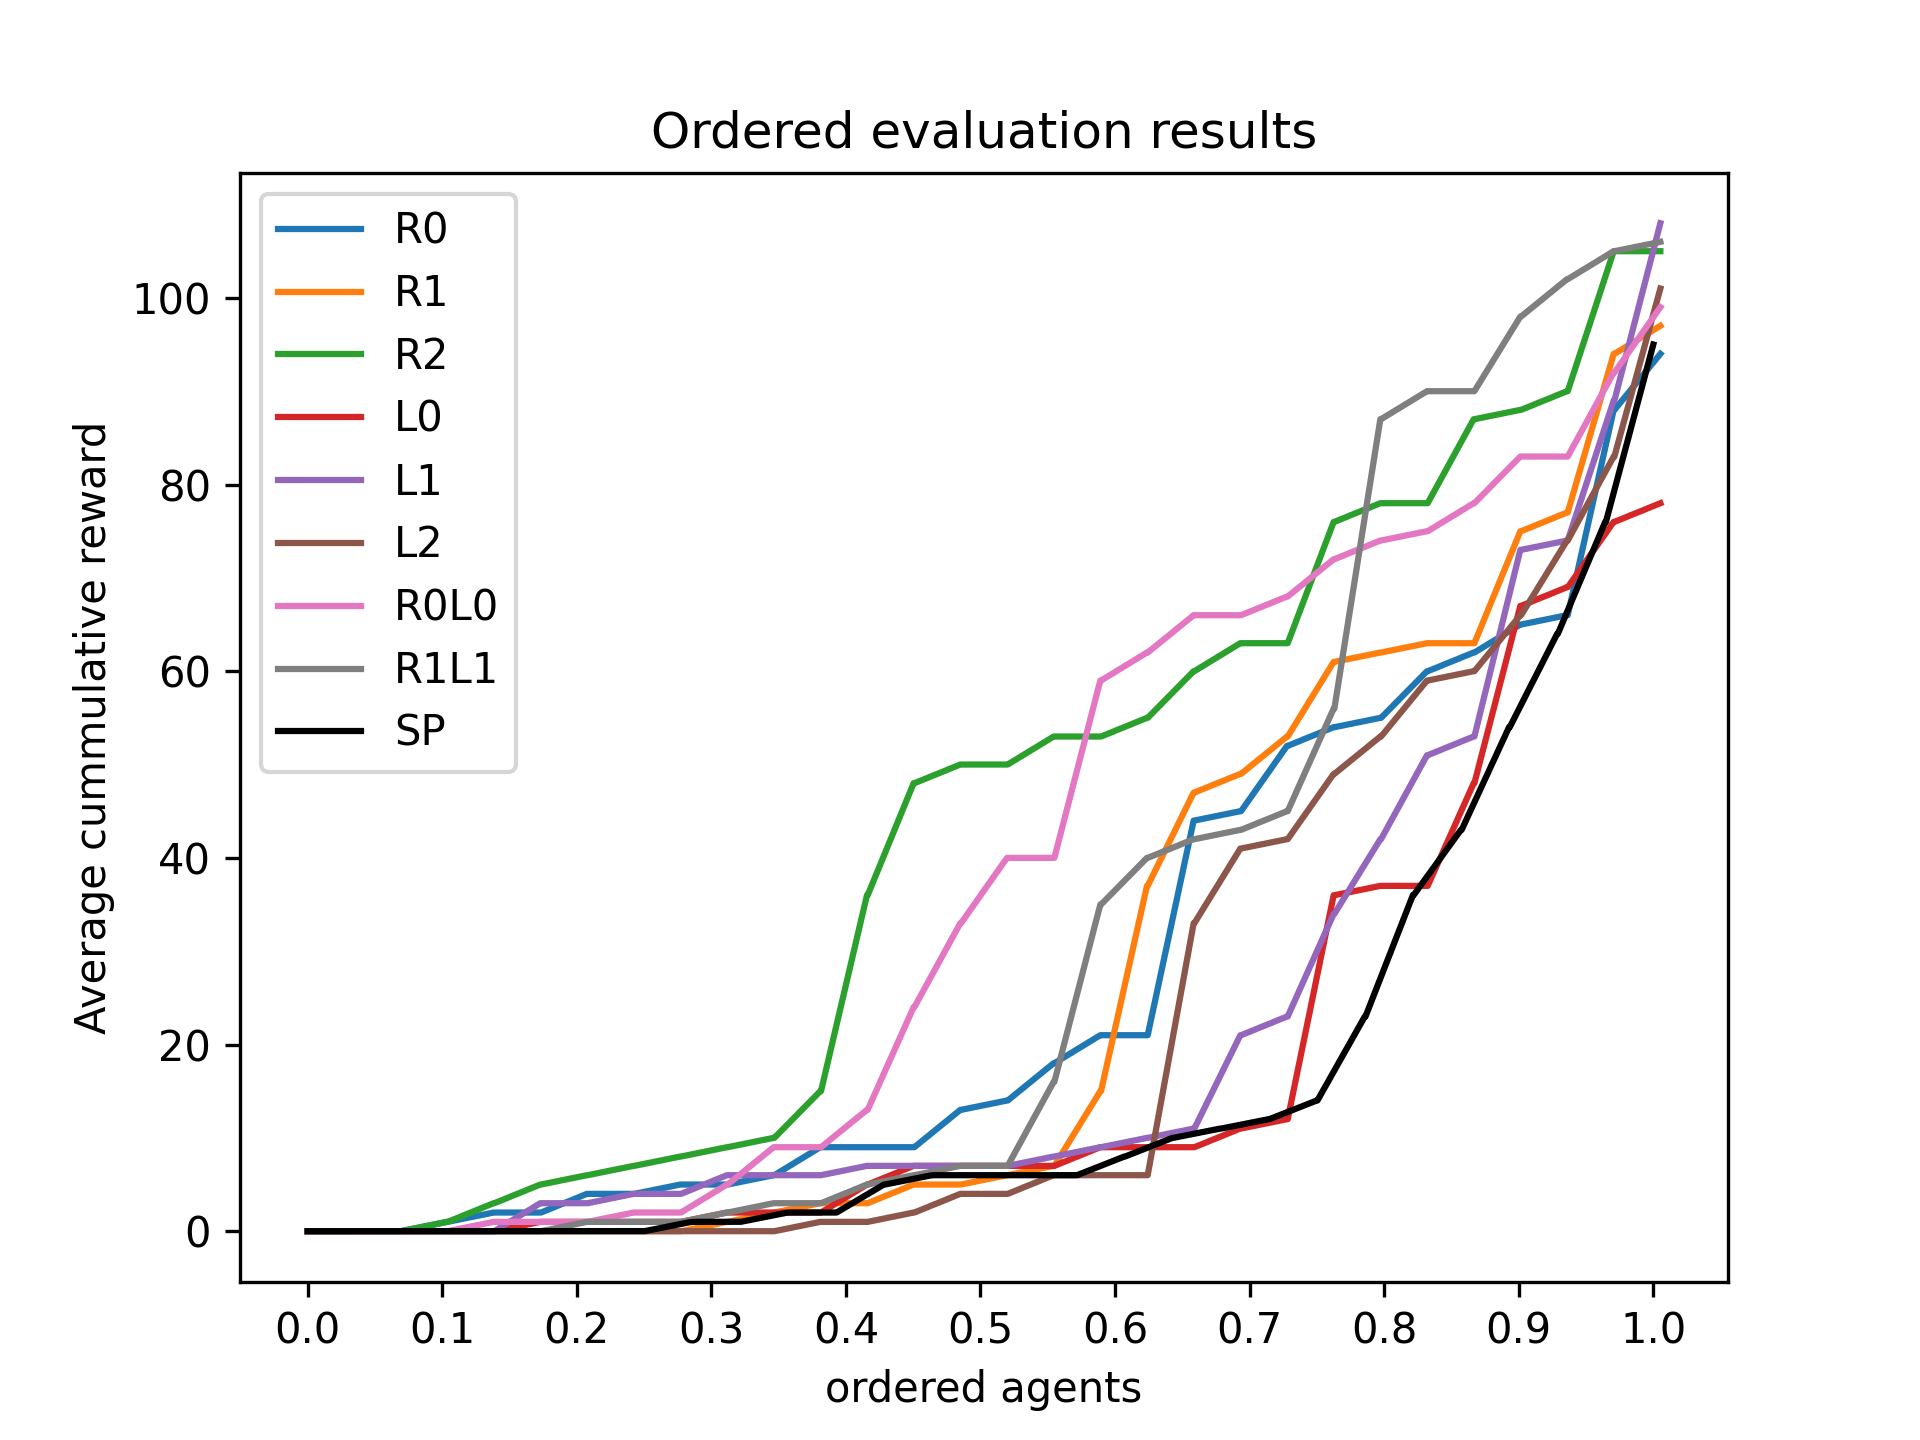 Ordered evaluation results
R0
R1
R2
L0
L1
L2
R0L0
R1L1
SP
Average cummulative reward
100
80
60
40
20
0
0.0 0.1 0.2 0.3 0.4 0.5 0.6 0.7 0.8 0.9 1.0
ordered agents